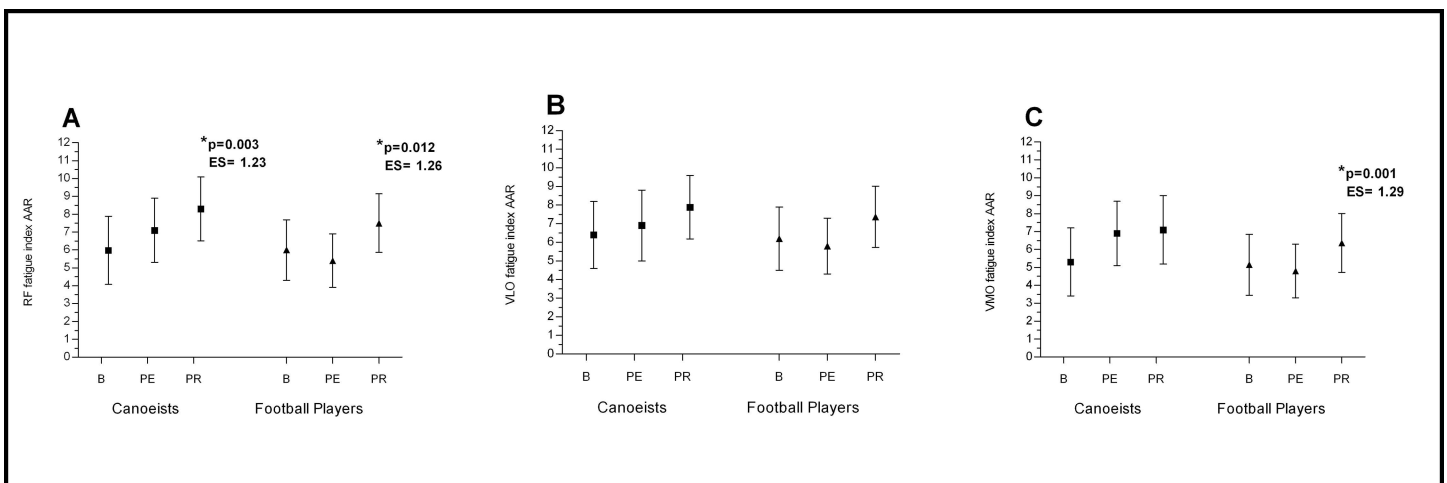 A
*p=0.003
ES= 1.23
*p=0.012
ES= 1.26
RF fatigue index AAR
12
11
10
9
8
7
6
5
4
3
2
1
0
B PE PR B PE PR
Canoeists Football Players
B
VLO fatigue index AAR
12
11
10
9
8
7
6
5
4
3
2
1
0
B PE PR B PE PR
Canoeists Football Players
C
*p=0.001
ES= 1.29
VMO fatigue index AAR
12
11
10
9
8
7
6
5
4
3
2
1
0
B PE PR B PE PR
Canoeists Football Players